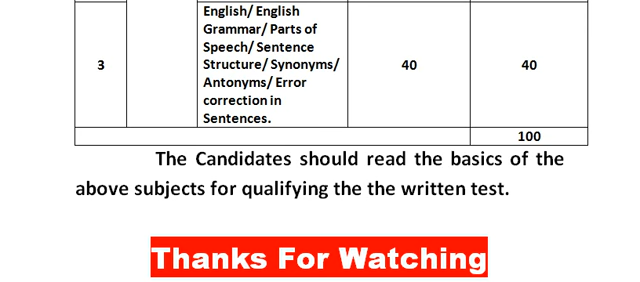 English/ English
Grammar/ Parts of
Speech/ Sentence
3 Structure/ Synonyms/ 40 40
Antonyms/ Error
correction in
Sentences.
100
The Candidates should read the basics of the
above subjects for qualifying the the written test.
Thanks For Watching